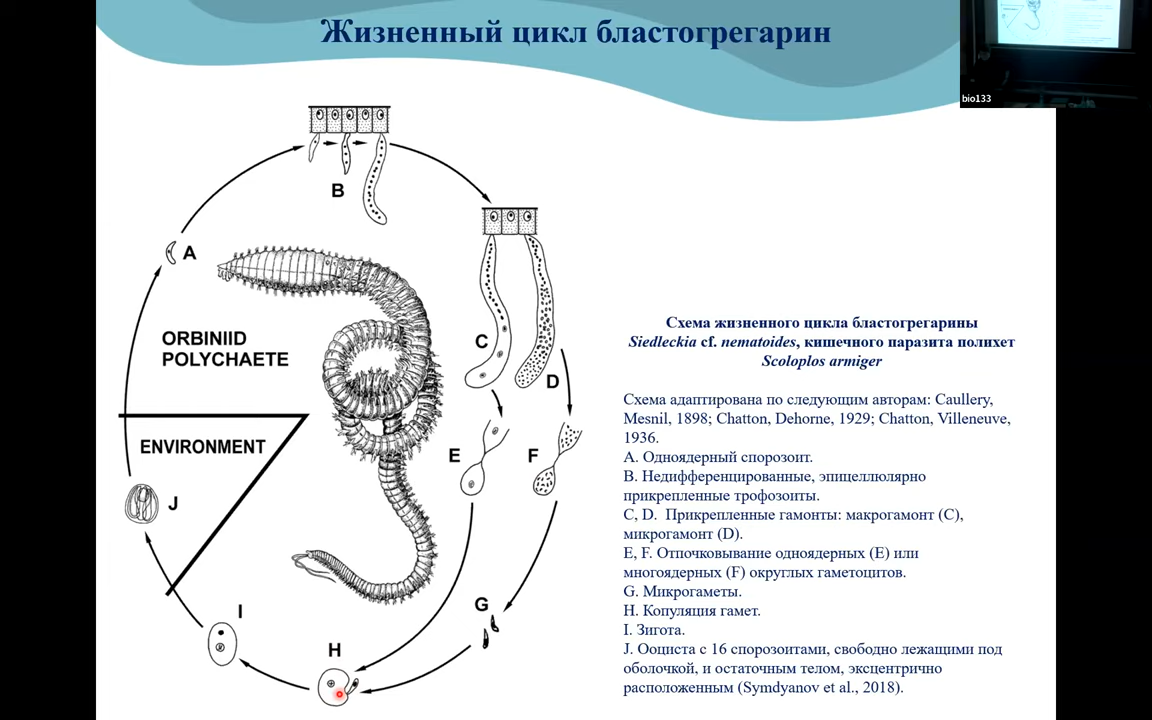 Жизненный цикл бластогрегарин
bio133
B
A
ORBINIID
POLYCHAETE
C
D
ENVIRONMENT
E
F
J
I
G
H
Схема жизненного цикла бластогрегарины
Siedleckia cf. nematoides, кишечного паразита полихет
Scoloplos armiger
Схема адаптирована по следующим авторам: Caullery,
Mesnil, 1898; Chatton, Dehorne, 1929; Chatton, Villeneuve,
1936.
A. Одноядерный спорозоит.
B. Недифференцированные, эпицеллюлярно
прикрепленные трофозоиты.
C, D. Прикрепленные гамонты: макрогамонт (C),
микрогамонт (D).
E, F. Отпочковывание одноядерных (E) или
многоядерных (F) округлых гаметоцитов.
G. Микрогаметы.
H. Копуляция гамет.
I. Зигота.
J. Ооциста с 16 спорозоитами, свободно лежащими под
оболочкой, и остаточным телом, эксцентрично
расположенным (Symdyanov et al., 2018).